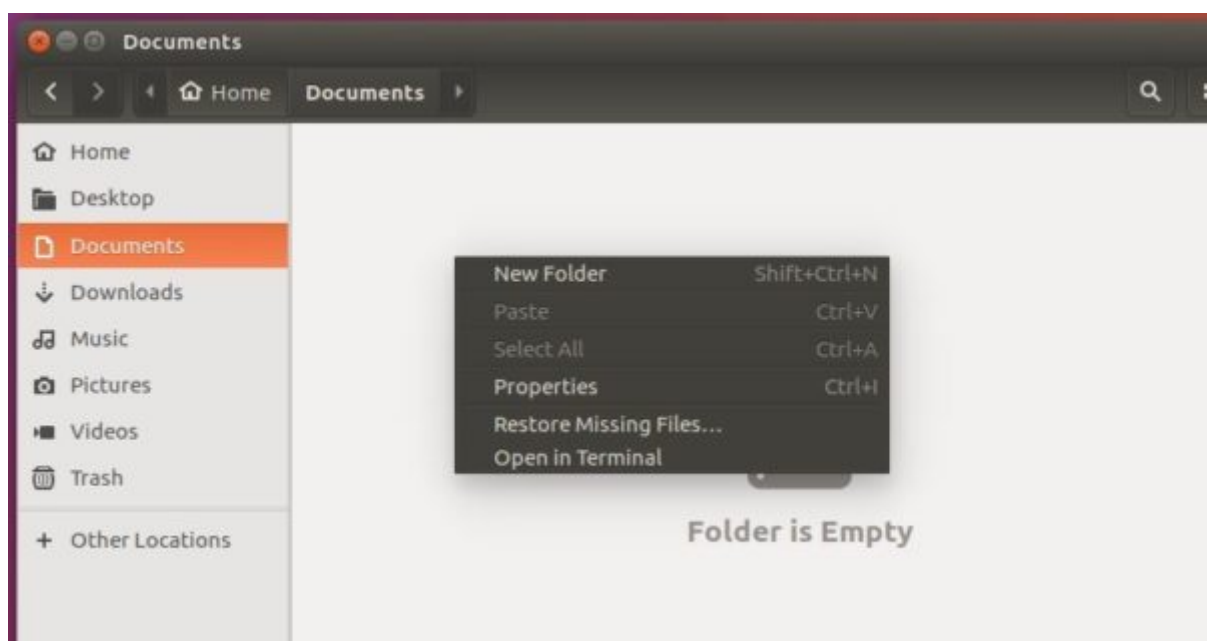 Documents
Home Documents
Home
Desktop
Documents
Downloads
Music
Pictures
Videos
Trash
Other Locations
New Folder Shift+Ctrl+N
Paste Ctrl+V
Select All Ctrl+A
Properties Ctrl+I
Restore Missing Files...
Open in Terminal
Folder is Empty